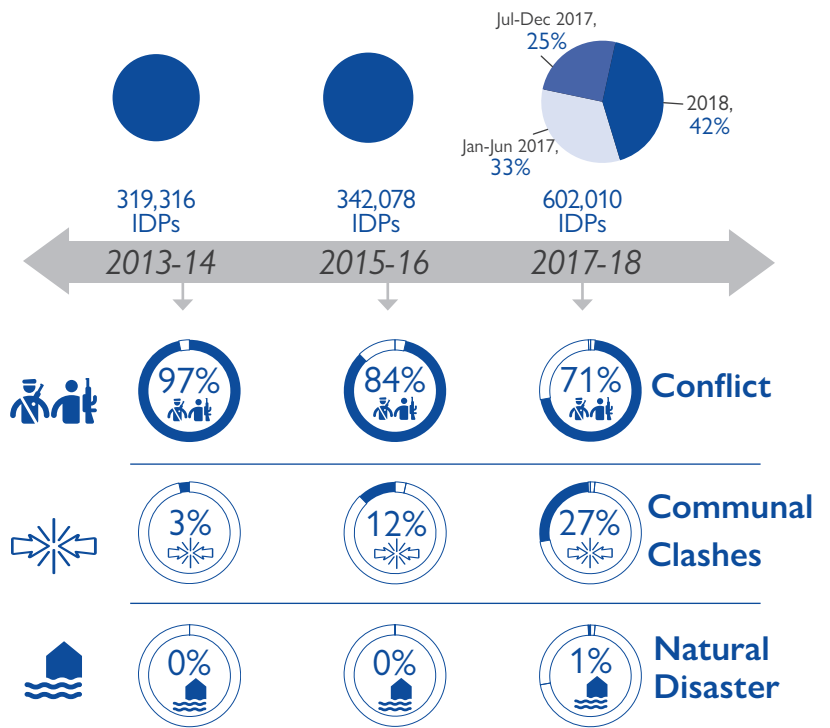 Jul-Dec 2017,
25%
2018,
42%
Jan-Jun 2017,
33%
319,316
IDPs
342,078
IDPs
602,010
IDPs
2013-14
2015-16
2017-18
97%
84%
71%
Conflict
3%
12%
27%
Communal
Clashes
0%
0%
1%
Natural
Disaster